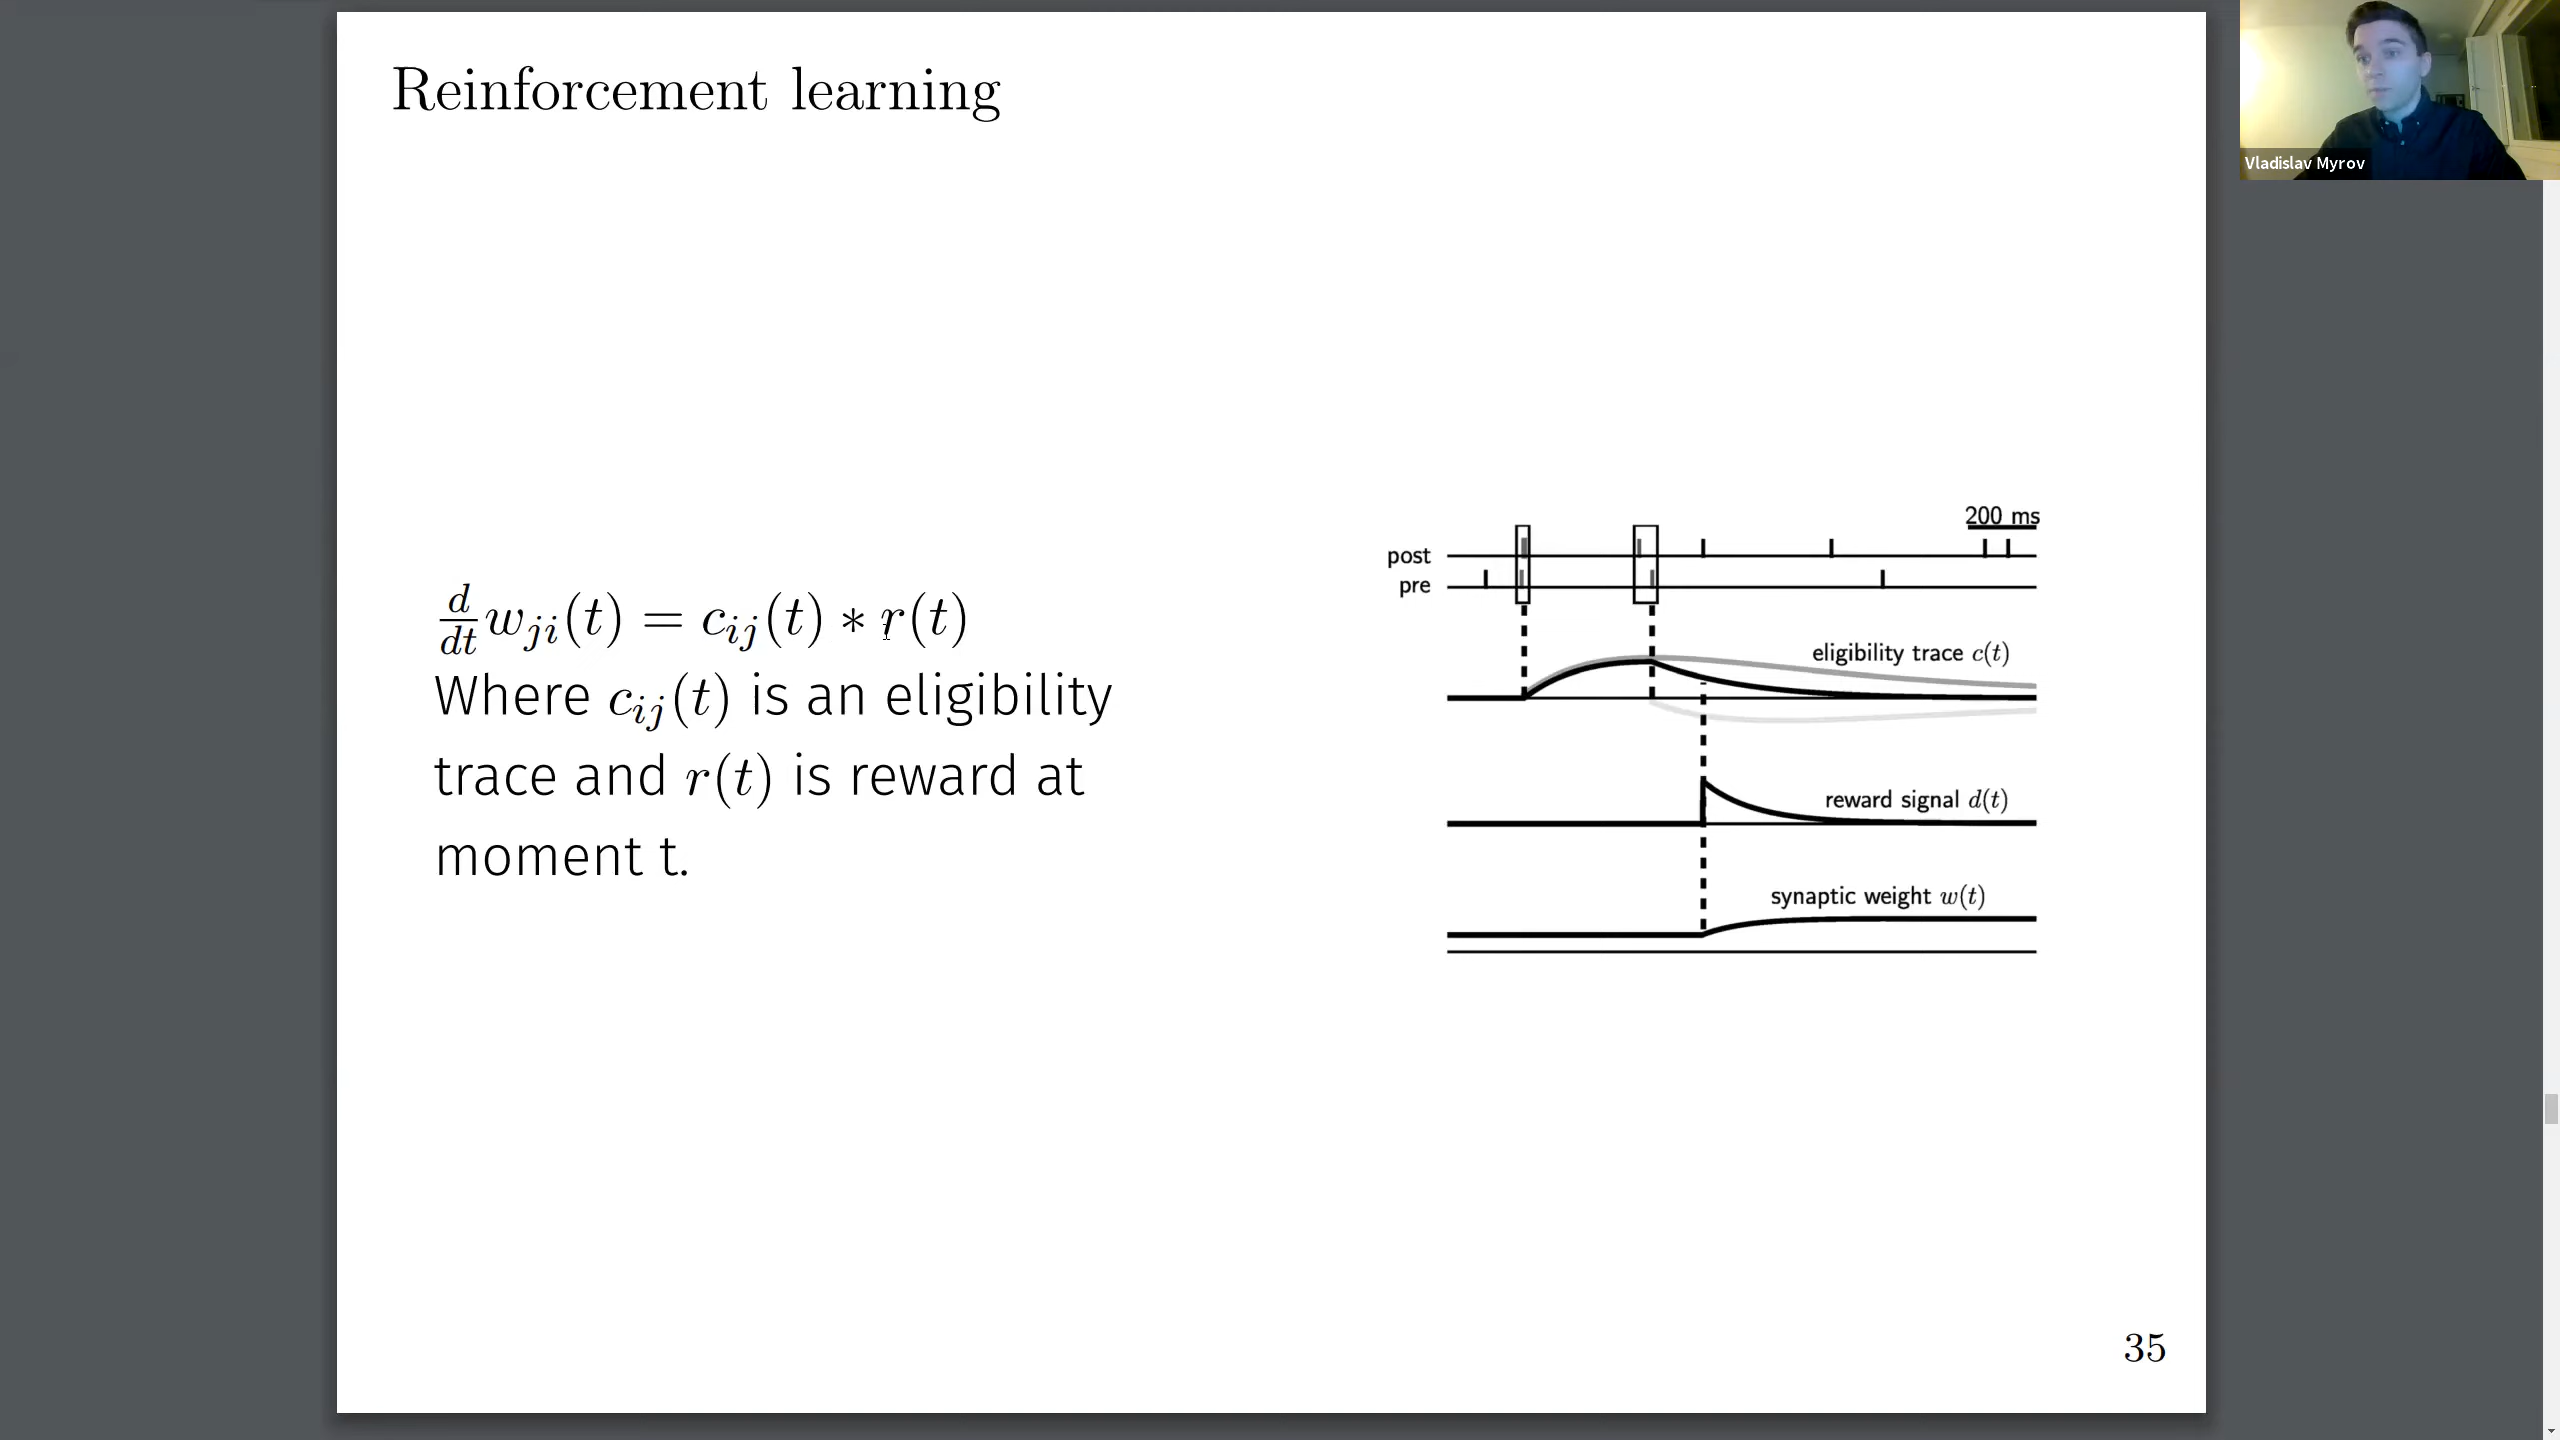 Reinforcement learning
Vladislav Myrov
d/dt w_ji(t) = c_ij(t) ∗ r(t)
Where c_ij(t) is an eligibility
trace and r(t) is reward at
moment t.
200 ms
post
pre
eligibility trace c(t)
reward signal d(t)
synaptic weight w(t)
35